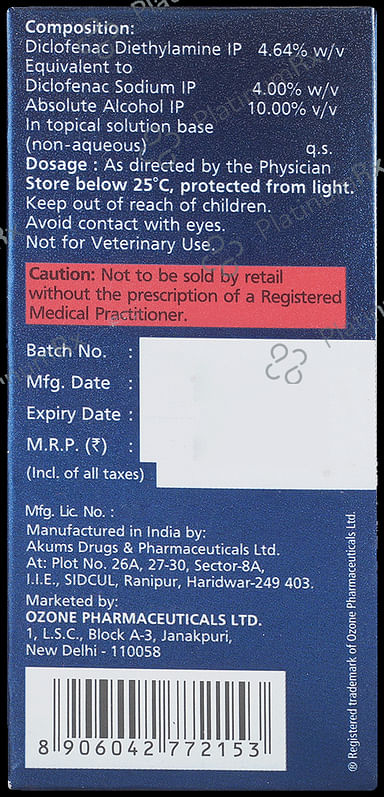 Composition:
Diclofenac Diethylamine IP 4.64% w/v
Equivalent to
Diclofenac Sodium IP 4.00% w/v
Absolute Alcohol IP 10.00% v/v
In topical solution base
(non-aqueous) q.s.
Dosage : As directed by the Physician
Store below 25°C, protected from light.
Keep out of reach of children.
Avoid contact with eyes.
Not for Veterinary Use.
Caution: Not to be sold by retail
without the prescription of a Registered
Medical Practitioner.
Batch No. :
Mfg. Date :
Expiry Date :
M.R.P. (₹) :
(Incl. of all taxes)
Mfg. Lic. No. :
Manufactured in India by:
Akums Drugs & Pharmaceuticals Ltd.
At: Plot No. 26A, 27-30, Sector-8A,
I.I.E., SIDCUL, Ranipur, Haridwar-249 403.
Marketed by:
OZONE PHARMACEUTICALS LTD.
1, L.S.C., Block A-3, Janakpuri,
New Delhi - 110058
8 906042 772153
® Registered trademark of Ozone Pharmaceuticals Ltd.